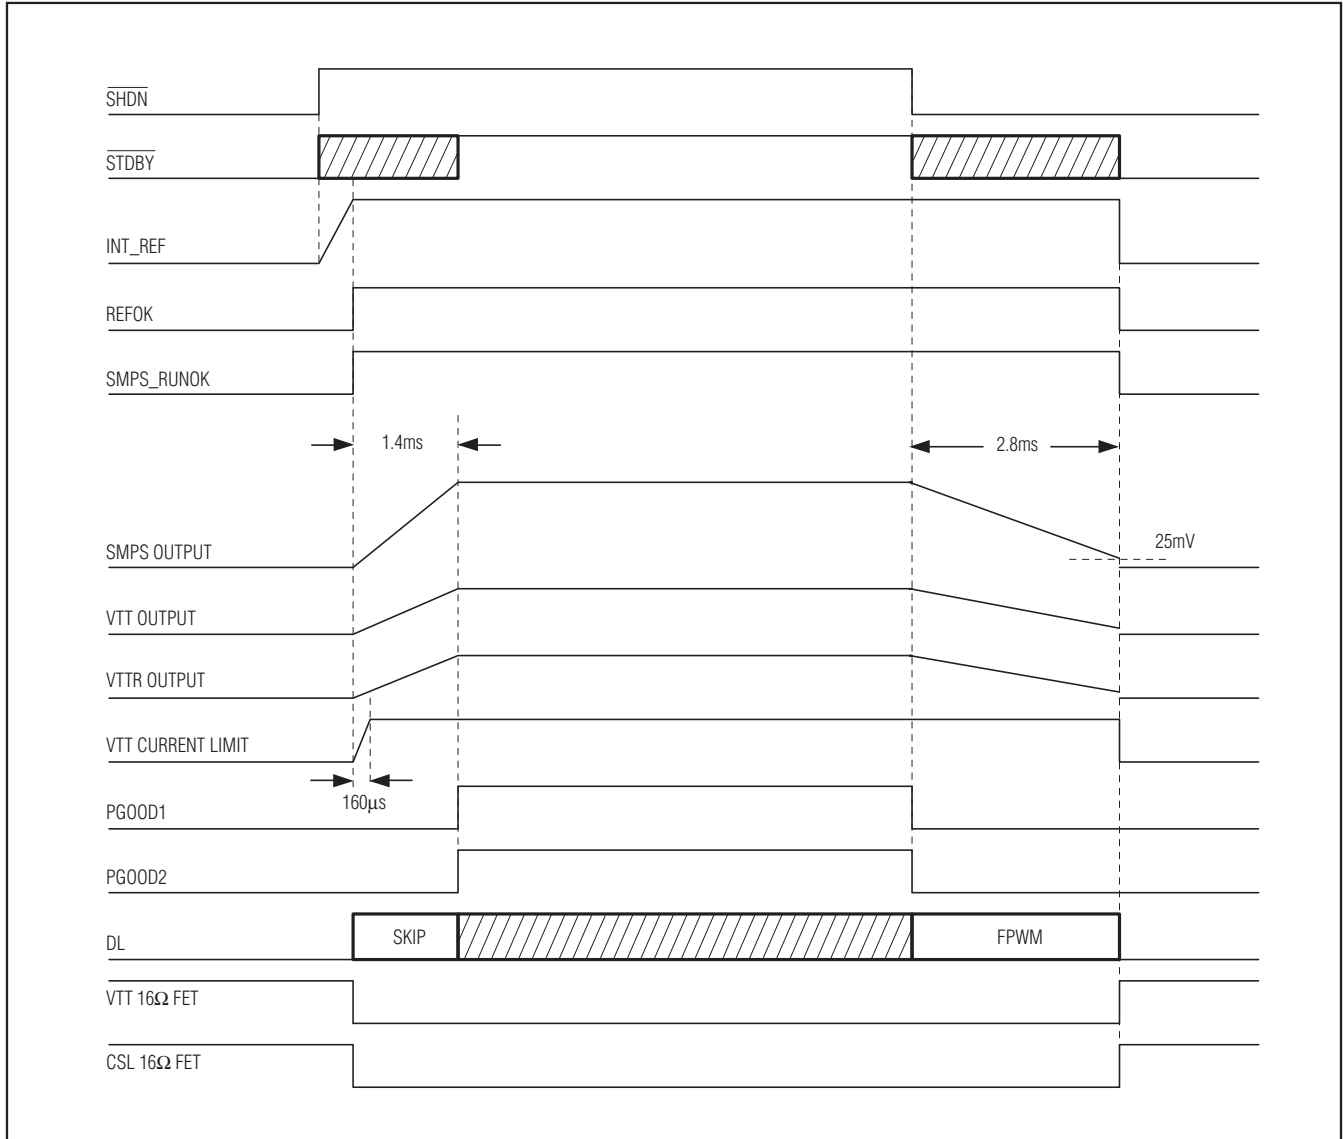 SHDN
STDBY
INT_REF
REFOK
SMPS_RUNOK
1.4ms
2.8ms
SMPS OUTPUT
25mV
VTT OUTPUT
VTTR OUTPUT
VTT CURRENT LIMIT
160μs
PGOOD1
PGOOD2
DL
SKIP
FPWM
VTT 16Ω FET
CSL 16Ω FET